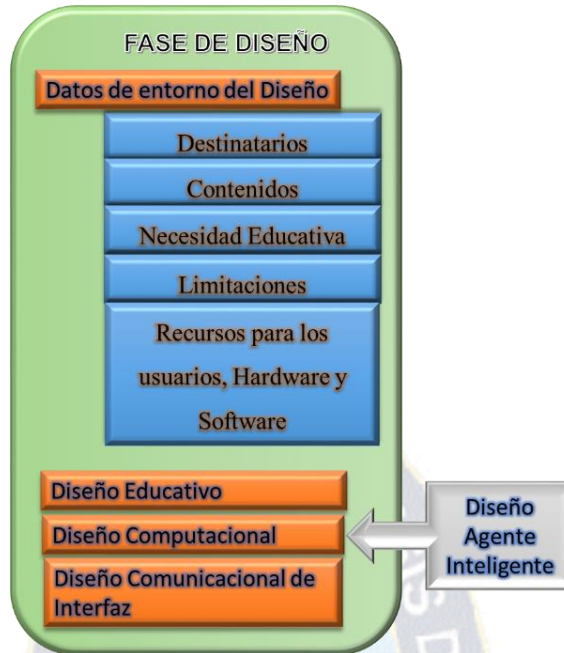 FASE DE DISEÑO
Datos de entorno del Diseño
Destinatarios
Contenidos
Necesidad Educativa
Limitaciones
Recursos para los
usuarios, Hardware y
Software
Diseño Educativo
Diseño Computacional
Diseño Comunicacional de
Interfaz
Diseño
Agente
Inteligente